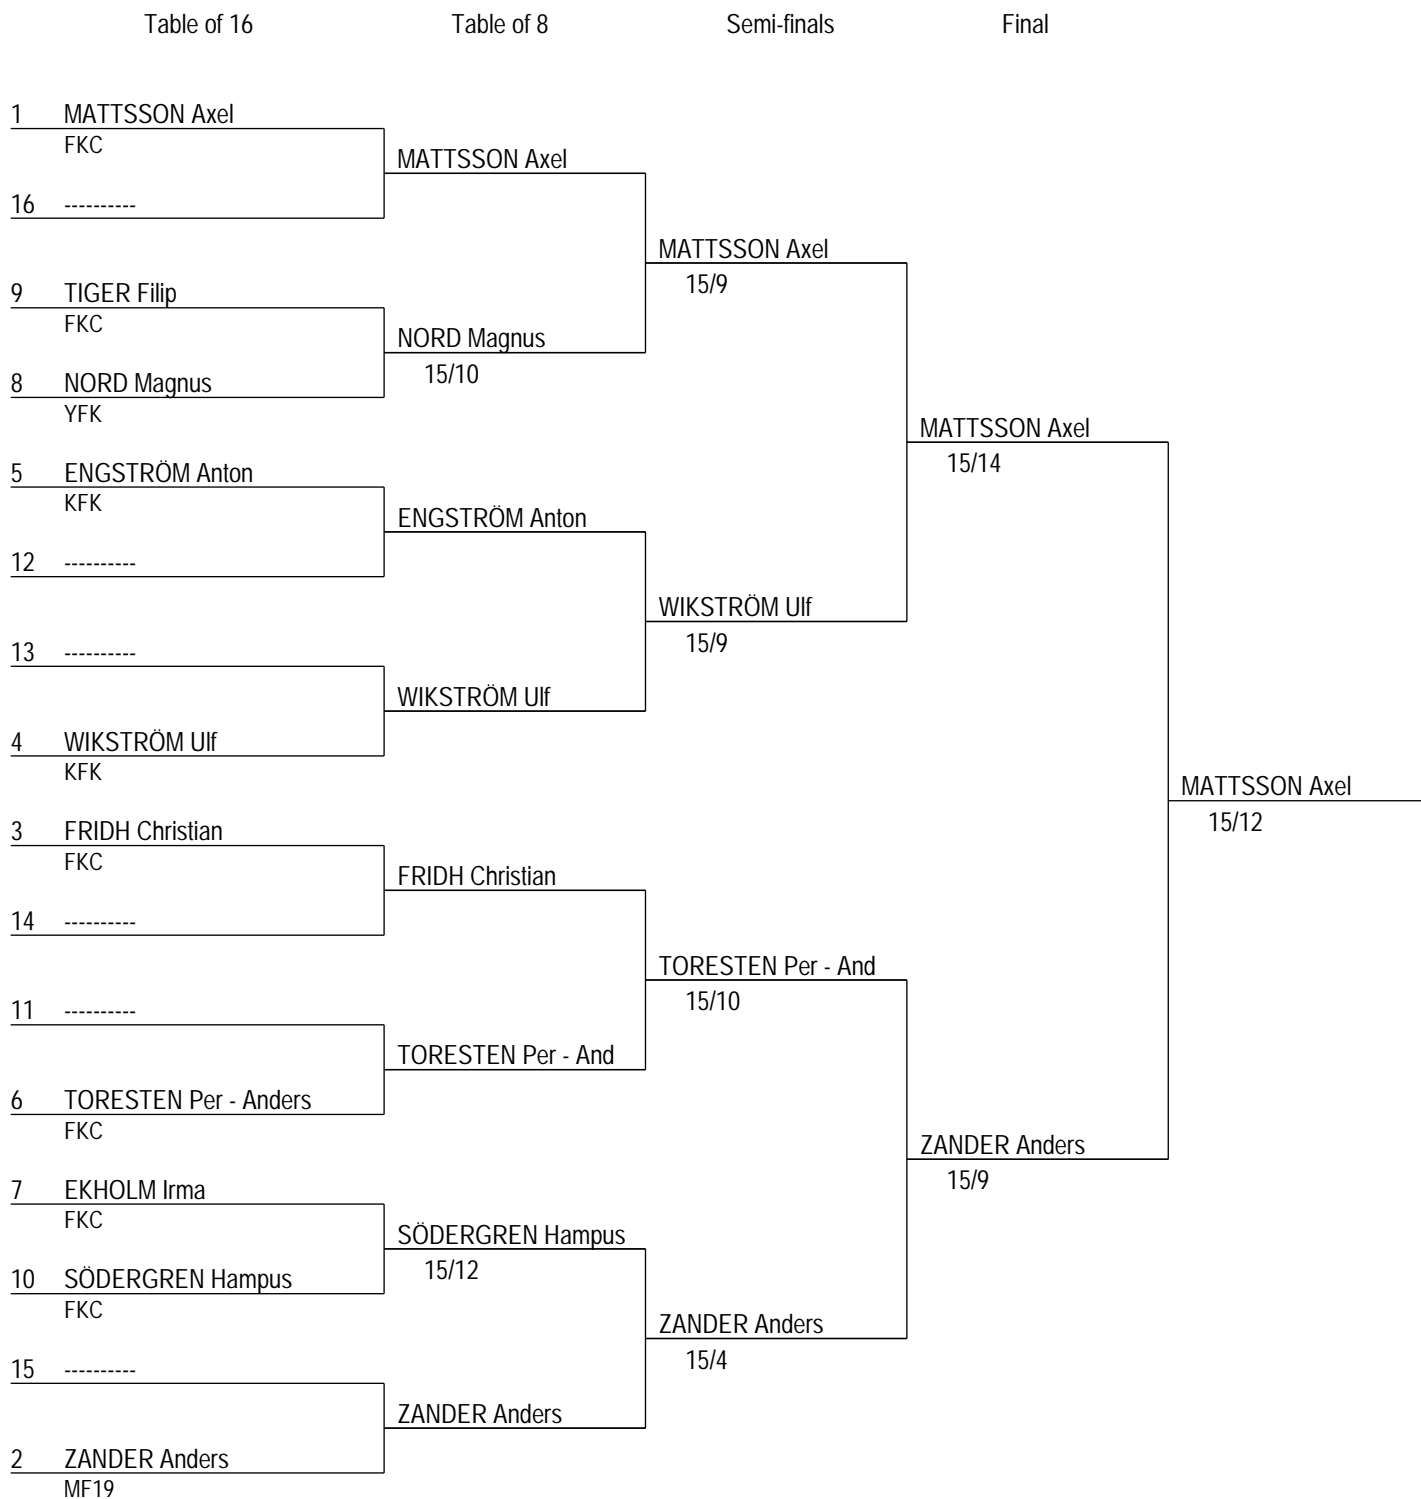 Table of 16 Table of 8 Semi-finals Final
1 MATTSSON Axel
FKC
MATTSSON Axel
16 ----------
MATTSSON Axel
15/9
9 TIGER Filip
FKC
NORD Magnus
15/10
8 NORD Magnus
YFK
MATTSSON Axel
15/14
5 ENGSTRÖM Anton
KFK
ENGSTRÖM Anton
12 ----------
WIKSTRÖM Ulf
15/9
13 ----------
WIKSTRÖM Ulf
4 WIKSTRÖM Ulf
KFK
MATTSSON Axel
15/12
3 FRIDH Christian
FKC
FRIDH Christian
14 ----------
TORESTEN Per - And
15/10
11 ----------
TORESTEN Per - And
6 TORESTEN Per - Anders
FKC
ZANDER Anders
15/9
7 EKHOLM Irma
FKC
SÖDERGREN Hampus
15/12
10 SÖDERGREN Hampus
FKC
ZANDER Anders
15/4
15 ----------
ZANDER Anders
2 ZANDER Anders
MF19